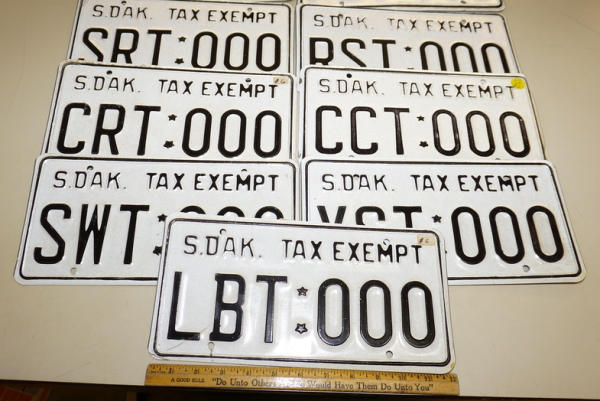 S.DAK. TAX EXEMPT
SRT:000
S.DAK. TAX EXEMPT
RST:000
S.DAK. TAX EXEMPT
CRT:000
S.DAK. TAX EXEMPT
CCT:000
S.DAK. TAX EXEMPT
SWT:000
S.DAK. TAX EXEMPT
:000
S.DAK. TAX EXEMPT
LBT:000
A GOOD RULE "Do Unto Others Would Have Them Do Unto You"